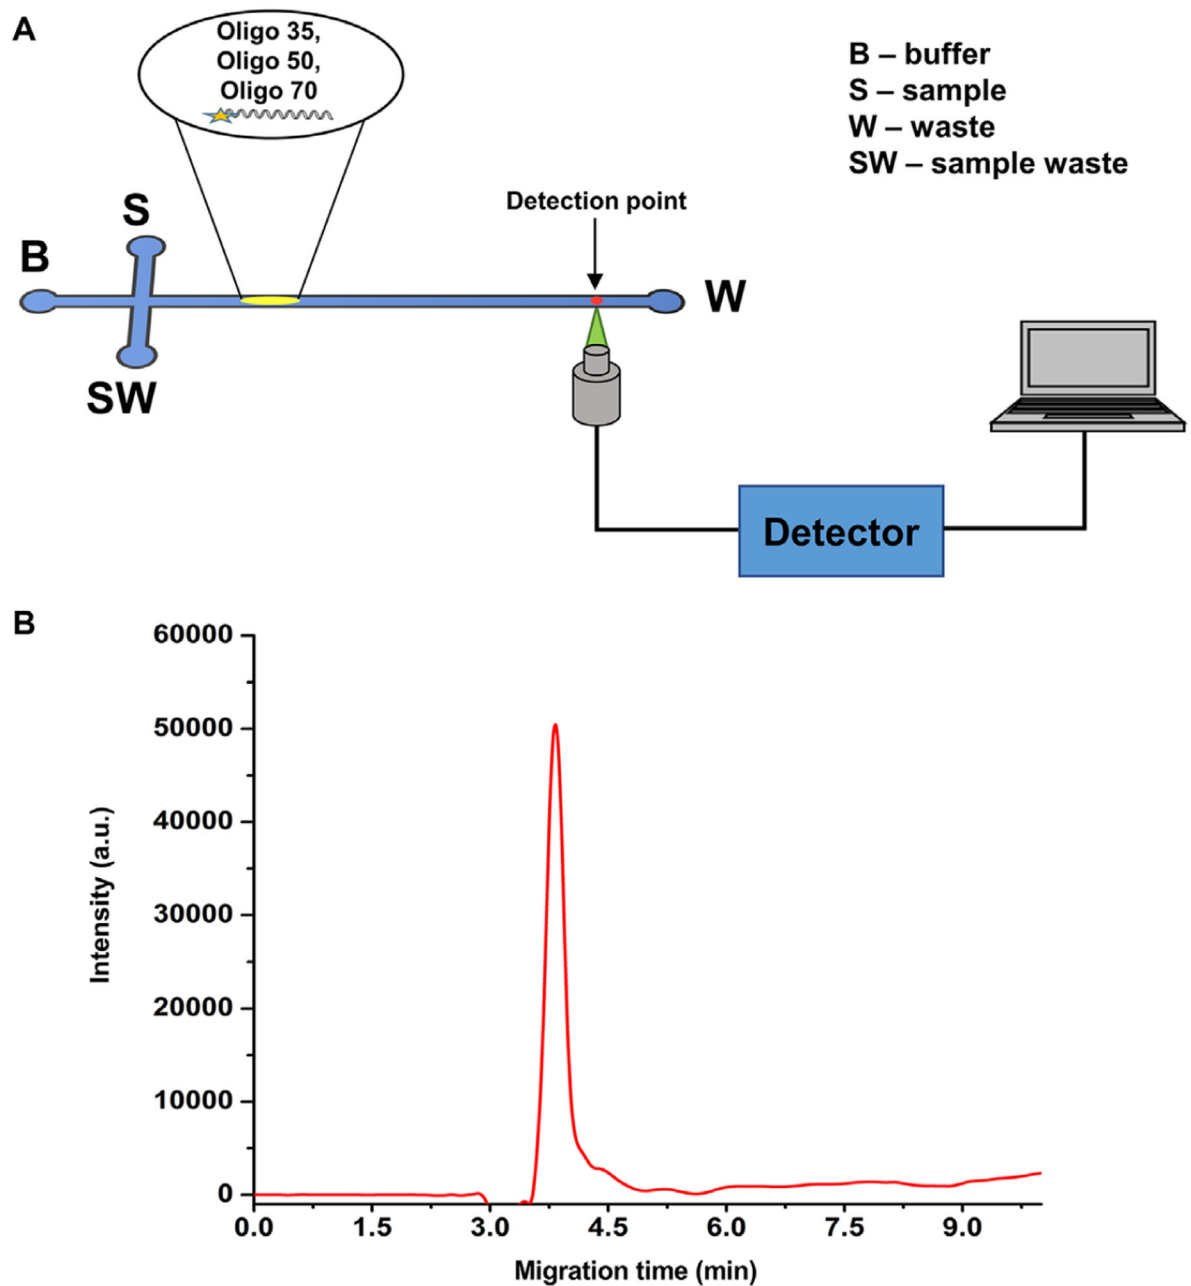 A
Oligo 35,
Oligo 50,
Oligo 70
B – buffer
S – sample
W – waste
SW – sample waste
S
B
Detection point
W
SW
Detector
B
60000
50000
40000
30000
20000
10000
0
Intensity (a.u.)
0.0 1.5 3.0 4.5 6.0 7.5 9.0
Migration time (min)